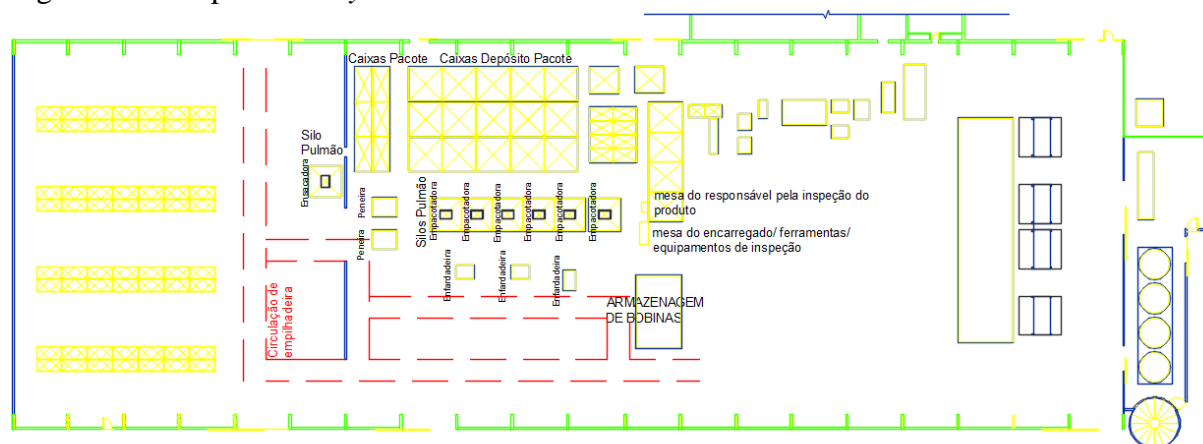 Caixas Pacote
Caixas Depósito Pacote
Silo
Pulmão
Ensacadora
Peneira
Peneira
Silos Pulmão
Empacotadora
Empacotadora
Empacotadora
Empacotadora
Empacotadora
Empacotadora
mesa do responsável pela inspeção do
produto
mesa do encarregado/ ferramentas/
equipamentos de inspeção
Enfardadeira
Enfardadeira
Enfardadeira
ARMAZENAGEM
DE BOBINAS
Circulação de
empilhadeira